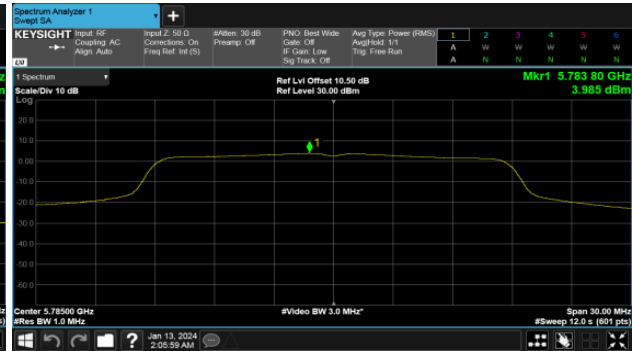 Spectrum Analyzer 1
Swept SA
+
KEYSIGHT Input: RF Input Z: 50 Ω #Atten: 30 dB PNO: Best Wide Avg Type: Power (RMS) 1 2 3 4 5 6
Coupling: AC Corrections: On Preamp: Off Gate: Off Avg|Hold: 1/1 A W W W W W
Align: Auto Freq Ref: Int (S) IF Gain: Low Trig: Free Run
Sig Track: Off A N N N N N
LXI
1 Spectrum Ref Lvl Offset 10.50 dB Mkr1 5.783 80 GHz
Scale/Div 10 dB Ref Level 30.00 dBm 3.985 dBm
Log
20.0
10.0
1
0.00
-10.0
-20.0
-30.0
-40.0
-50.0
-60.0
Center 5.78500 GHz #Video BW 3.0 MHz* Span 30.00 MHz
#Res BW 1.0 MHz #Sweep 12.0 s (601 pts)
? Jan 13, 2024
2:05:59 AM